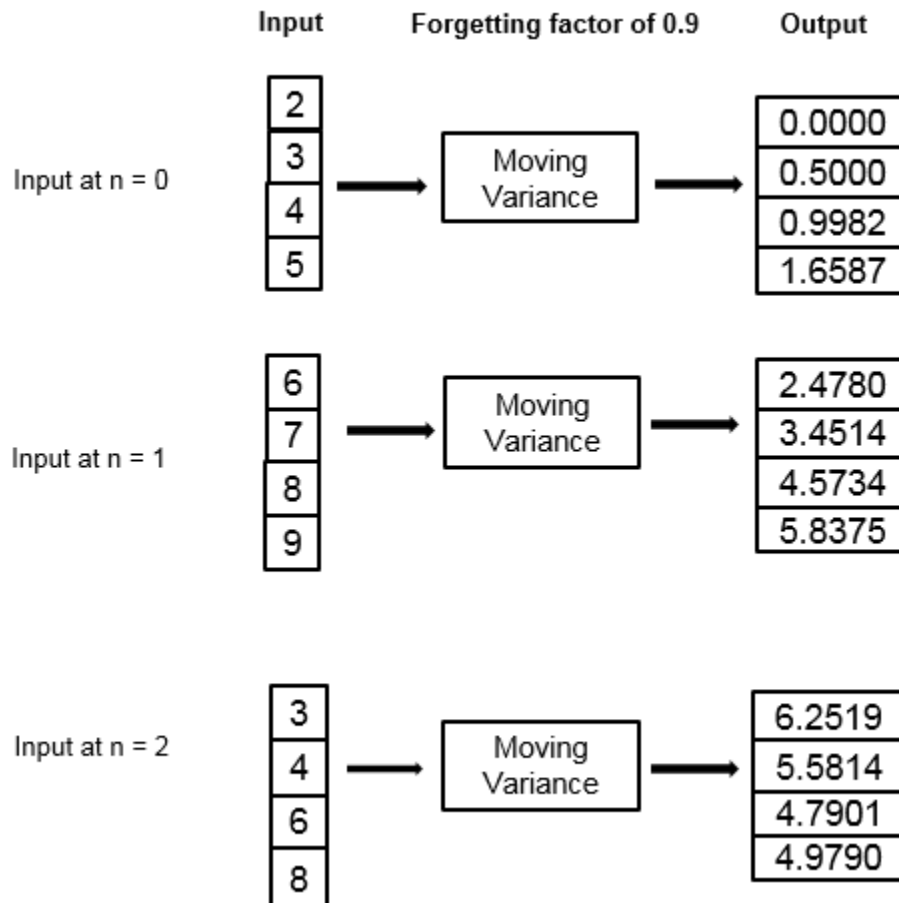 Input Forgetting factor of 0.9 Output
Input at n = 0
2
3
4
5
Moving
Variance
0.0000
0.5000
0.9982
1.6587
Input at n = 1
6
7
8
9
Moving
Variance
2.4780
3.4514
4.5734
5.8375
Input at n = 2
3
4
6
8
Moving
Variance
6.2519
5.5814
4.7901
4.9790